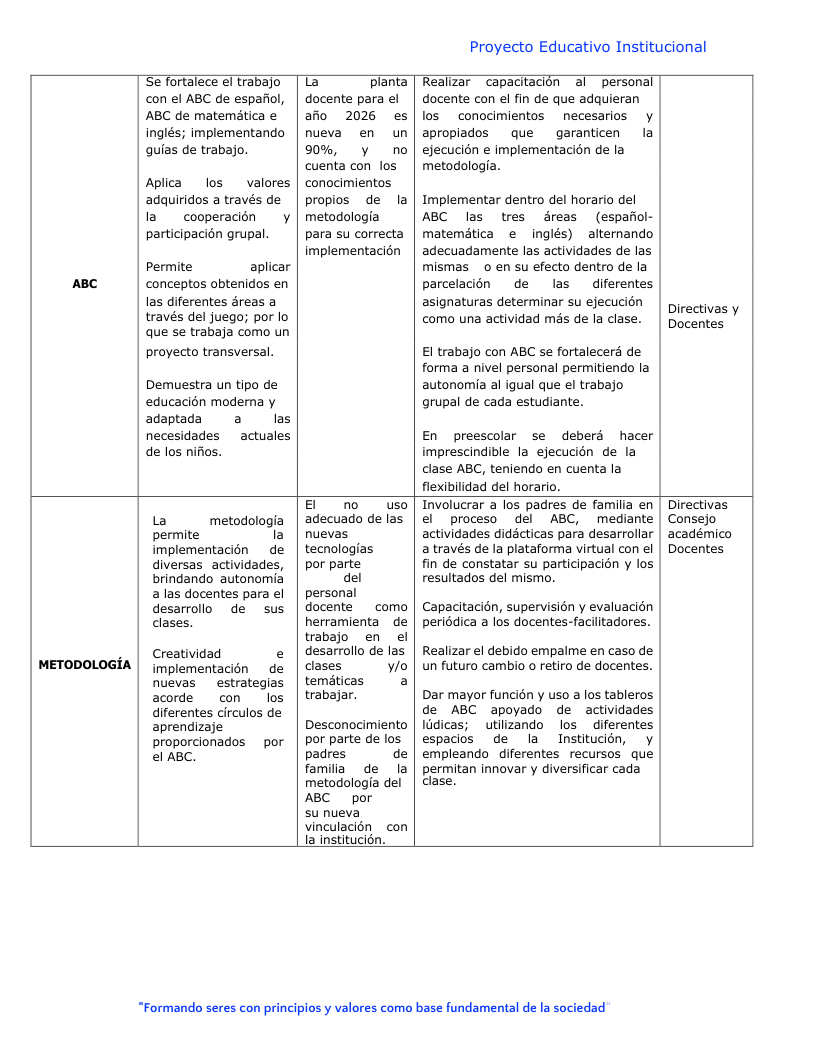 Proyecto Educativo Institucional
ABC
Se fortalece el trabajo
con el ABC de español,
ABC de matemática e
inglés; implementando
guías de trabajo.
Aplica los valores
adquiridos a través de
la cooperación y
participación grupal.
Permite aplicar
conceptos obtenidos en
las diferentes áreas a
través del juego; por lo
que se trabaja como un
proyecto transversal.
Demuestra un tipo de
educación moderna y
adaptada a las
necesidades actuales
de los niños.
La planta
docente para el
año 2026 es
nueva en un
90%, y no
cuenta con los
conocimientos
propios de la
metodología
para su correcta
implementación
Realizar capacitación al personal
docente con el fin de que adquieran
los conocimientos necesarios y
apropiados que garanticen la
ejecución e implementación de la
metodología.
Implementar dentro del horario del
ABC las tres áreas (español-
matemática e inglés) alternando
adecuadamente las actividades de las
mismas o en su efecto dentro de la
parcelación de las diferentes
asignaturas determinar su ejecución
como una actividad más de la clase.
El trabajo con ABC se fortalecerá de
forma a nivel personal permitiendo la
autonomía al igual que el trabajo
grupal de cada estudiante.
En preescolar se deberá hacer
imprescindible la ejecución de la
clase ABC, teniendo en cuenta la
flexibilidad del horario.
Directivas y
Docentes
METODOLOGÍA
La metodología
permite la
implementación de
diversas actividades,
brindando autonomía
a las docentes para el
desarrollo de sus
clases.
Creatividad e
implementación de
nuevas estrategias
acorde con los
diferentes círculos de
aprendizaje
proporcionados por
el ABC.
El no uso
adecuado de las
nuevas
tecnologías
por parte
del
personal
docente como
herramienta de
trabajo en el
desarrollo de las
clases y/o
temáticas a
trabajar.
Desconocimiento
por parte de los
padres de
familia de la
metodología del
ABC por
su nueva
vinculación con
la institución.
Involucrar a los padres de familia en
el proceso del ABC, mediante
actividades didácticas para desarrollar
a través de la plataforma virtual con el
fin de constatar su participación y los
resultados del mismo.
Capacitación, supervisión y evaluación
periódica a los docentes-facilitadores.
Realizar el debido empalme en caso de
un futuro cambio o retiro de docentes.
Dar mayor función y uso a los tableros
de ABC apoyado de actividades
lúdicas; utilizando los diferentes
espacios de la Institución, y
empleando diferentes recursos que
permitan innovar y diversificar cada
clase.
Directivas
Consejo
académico
Docentes
"Formando seres con principios y valores como base fundamental de la sociedad"